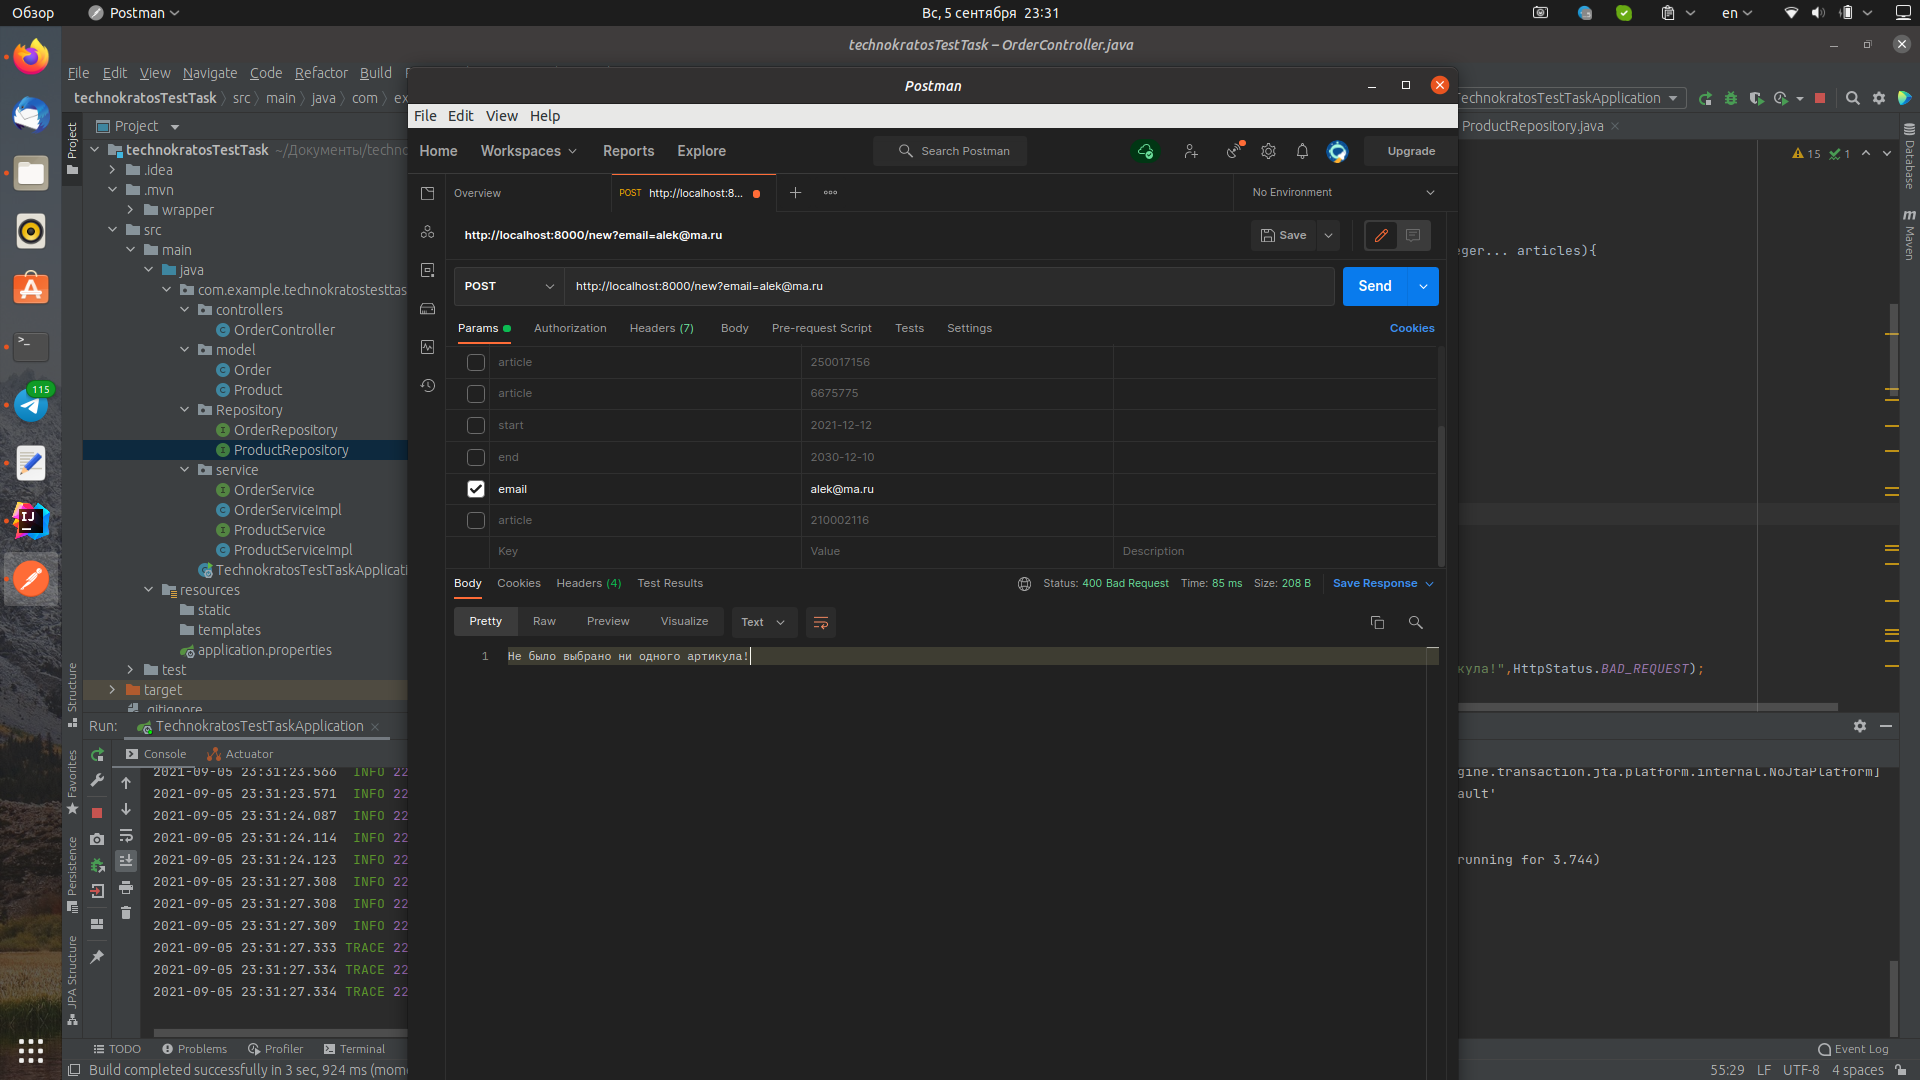 Обзор
Postman
Вс, 5 сентября 23:31
en
technokratosTestTask – OrderController.java
File Edit View Navigate Code Refactor Build
technokratosTestTask src main java com
TechnokratosTestTaskApplication
Project
ProductRepository.java
technokratosTestTask ~/Документы/techno
.idea
.mvn
wrapper
src
main
java
com.example.technokratostesttas
controllers
OrderController
model
Order
Product
Repository
OrderRepository
ProductRepository
service
OrderService
OrderServiceImpl
ProductService
ProductServiceImpl
TechnokratosTestTaskApplicati
resources
static
templates
application.properties
test
target
.gitignore
Project
Structure
Favorites
Persistence
JPA Structure
115
Run: TechnokratosTestTaskApplication
Console Actuator
2021-09-05 23:31:23.566 INFO 22
2021-09-05 23:31:23.571 INFO 22
2021-09-05 23:31:24.087 INFO 22
2021-09-05 23:31:24.114 INFO 22
2021-09-05 23:31:24.123 INFO 22
2021-09-05 23:31:27.308 INFO 22
2021-09-05 23:31:27.308 INFO 22
2021-09-05 23:31:27.309 INFO 22
2021-09-05 23:31:27.333 TRACE 22
2021-09-05 23:31:27.334 TRACE 22
2021-09-05 23:31:27.334 TRACE 22
TODO Problems Profiler Terminal
Build completed successfully in 3 sec, 924 ms (mom
Postman
File Edit View Help
Home Workspaces Reports Explore
Search Postman
Upgrade
Overview
POST http://localhost:8...
No Environment
http://localhost:8000/new?email=alek@ma.ru
Save
POST
http://localhost:8000/new?email=alek@ma.ru
Send
Params Authorization Headers (7) Body Pre-request Script Tests Settings
Cookies
article 250017156
article 6675775
start 2021-12-12
end 2030-12-10
email alek@ma.ru
article 210002116
Key Value Description
Body Cookies Headers (4) Test Results
Status: 400 Bad Request Time: 85 ms Size: 208 B Save Response
Pretty Raw Preview Visualize Text
1 Не было выбрано ни одного артикула!
15 1
Database
Maven
eger... articles){
кула!",HttpStatus.BAD_REQUEST);
gine.transaction.jta.platform.internal.NoJtaPlatform]
ault'
running for 3.744)
Event Log
55:29 LF UTF-8 4 spaces